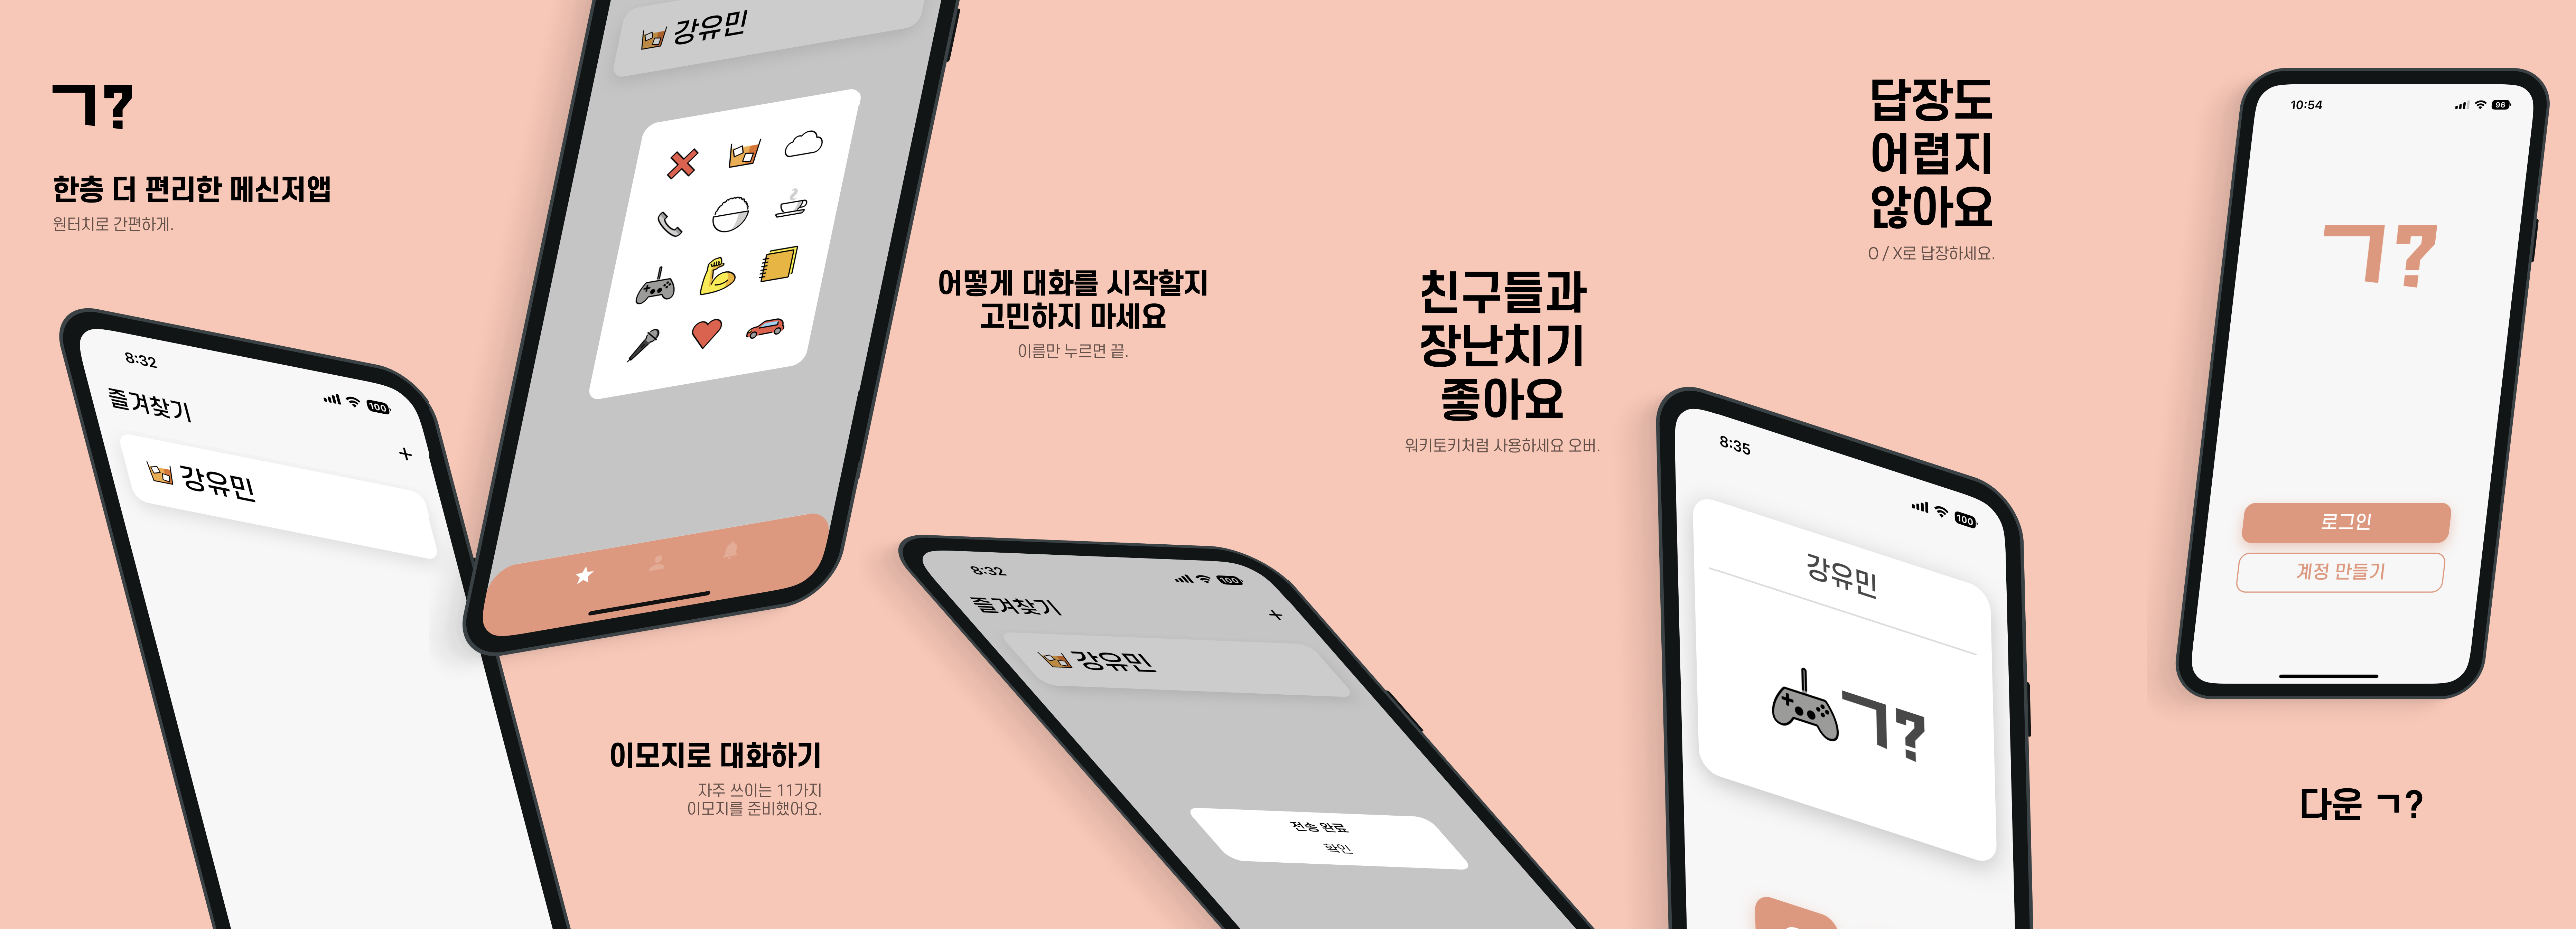 ㄱ?
한층 더 편리한 메신저앱
원터치로 간편하게.
8:32
100
즐겨찾기
+
강유민
강유민
이모지로 대화하기
자주 쓰이는 11가지
이모지를 준비했어요.
어떻게 대화를 시작할지
고민하지 마세요
이름만 누르면 끝.
8:32
100
즐겨찾기
+
강유민
전송 완료
확인
친구들과
장난치기
좋아요
워키토키처럼 사용하세요 오버.
답장도
어렵지
않아요
O / X로 답장하세요.
8:35
100
강유민
ㄱ?
10:54
96
ㄱ?
로그인
계정 만들기
다운 ㄱ?